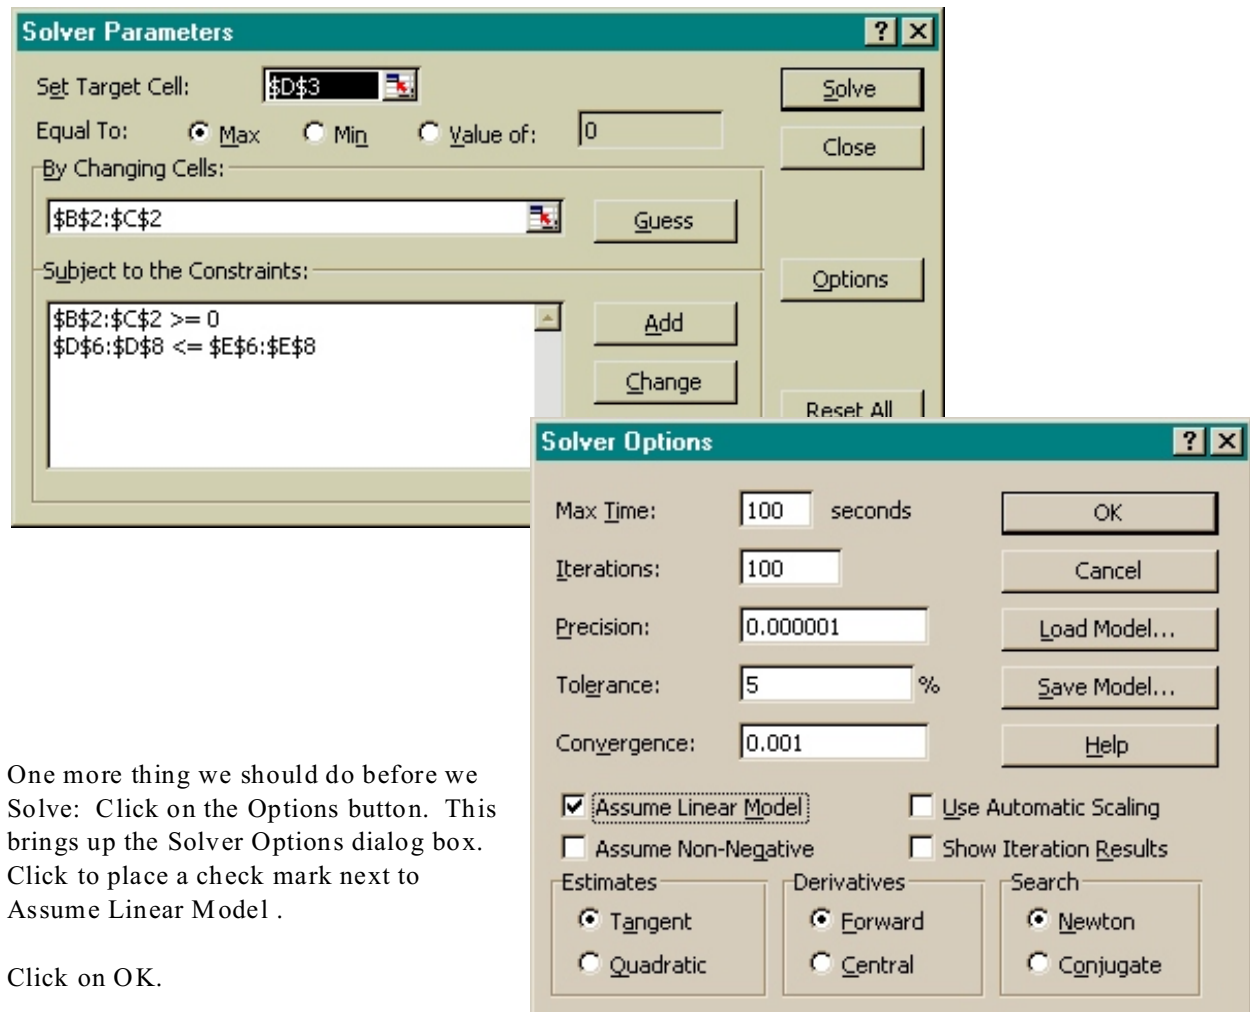 Solver Parameters
Set Target Cell: $D$3
Equal To: Max Min Value of: 0
By Changing Cells:
$B$2:$C$2
Guess
Subject to the Constraints:
$B$2:$C$2 >= 0
$D$6:$D$8 <= $E$6:$E$8
Add
Change
Solve
Close
Options
Reset All
Solver Options
Max Time: 100 seconds
Iterations: 100
Precision: 0.000001
Tolerance: 5 %
Convergence: 0.001
OK
Cancel
Load Model...
Save Model...
Help
Assume Linear Model
Use Automatic Scaling
Assume Non-Negative
Show Iteration Results
Estimates
Tangent
Quadratic
Derivatives
Forward
Central
Search
Newton
Conjugate
One more thing we should do before we
Solve: Click on the Options button. This
brings up the Solver Options dialog box.
Click to place a check mark next to
Assume Linear Model .
Click on OK.